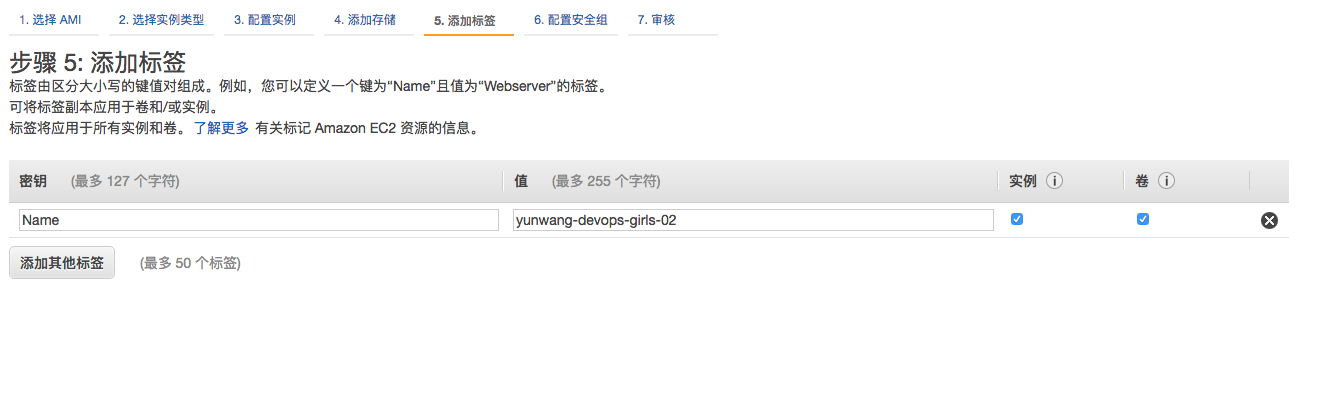 1. 选择 AMI 2. 选择实例类型 3. 配置实例 4. 添加存储 5. 添加标签 6. 配置安全组 7. 审核
步骤 5: 添加标签
标签由区分大小写的键值对组成。例如，您可以定义一个键为“Name”且值为“Webserver”的标签。
可将标签副本应用于卷和/或实例。
标签将应用于所有实例和卷。了解更多 有关标记 Amazon EC2 资源的信息。
密钥 (最多 127 个字符) 值 (最多 255 个字符) 实例 i 卷 i
Name yunwang-devops-girls-02
添加其他标签 (最多 50 个标签)